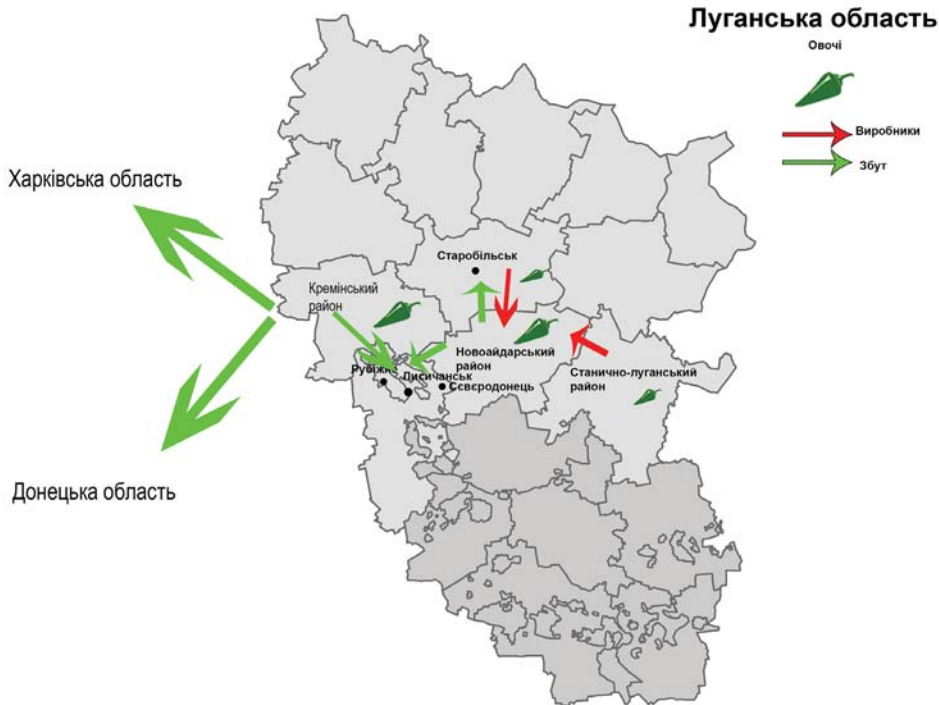 Луганська область
Овочі
Виробники
Збут
Харківська область
Старобільськ
Кремінський
район
Новоайдарський
район
Станично-луганський
район
Рубіжне
Лисичанськ
Сєвєродонецьк
Донецька область